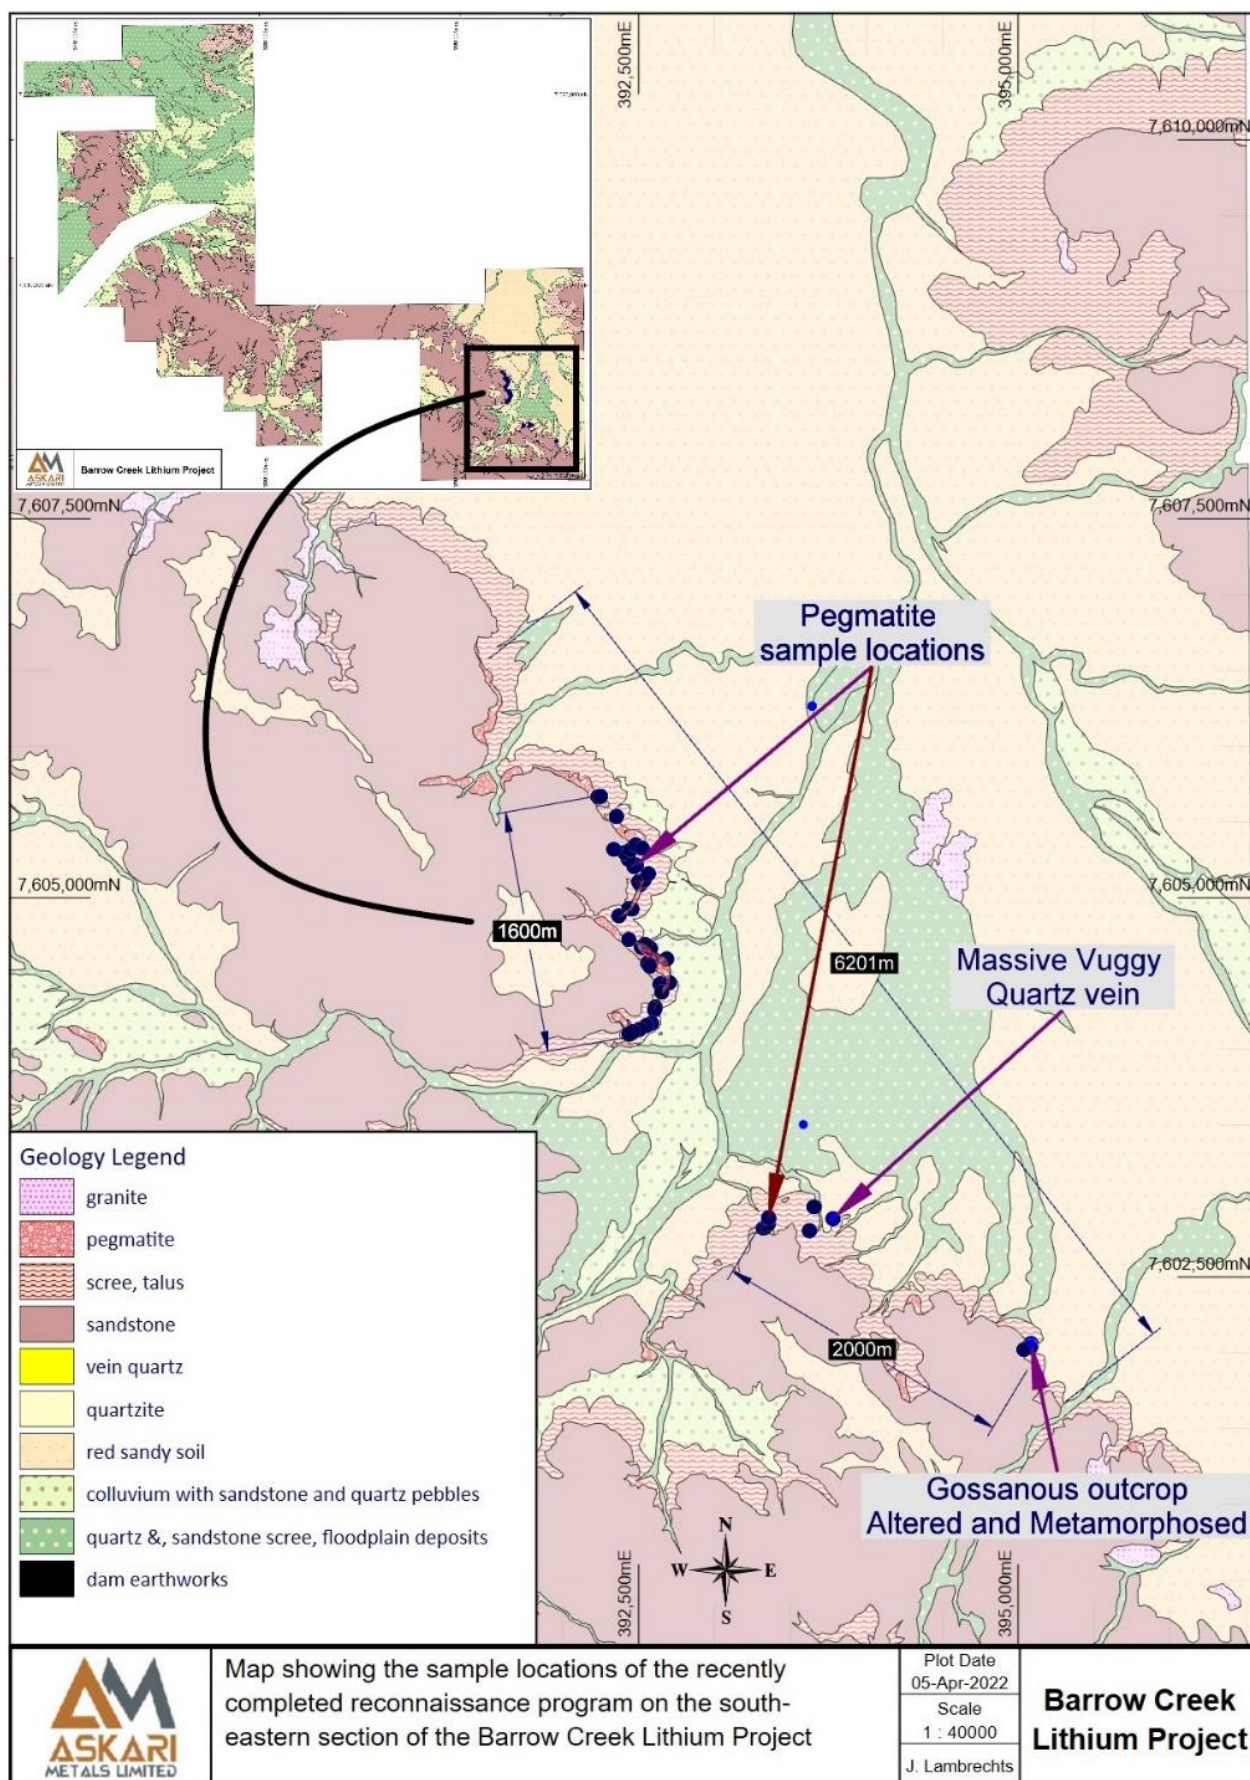 392,500mE
395,000mE
7,610,000mN
ASKARI
METALS LIMITED
Barrow Creek Lithium Project
7,607,500mN
7,607,500mN
Pegmatite
sample locations
7,605,000mN
7,605,000mN
1600m
6201m
Massive Vuggy
Quartz vein
Geology Legend
granite
pegmatite
scree, talus
sandstone
vein quartz
quartzite
red sandy soil
colluvium with sandstone and quartz pebbles
quartz &, sandstone scree, floodplain deposits
dam earthworks
7,602,500mN
2000m
Gossanous outcrop
Altered and Metamorphosed
N
W E
S
392,500mE
395,000mE
AM
ASKARI
METALS LIMITED
Map showing the sample locations of the recently
completed reconnaissance program on the south-
eastern section of the Barrow Creek Lithium Project
Plot Date
05-Apr-2022
Scale
1 : 40000
J. Lambrechts
Barrow Creek
Lithium Project